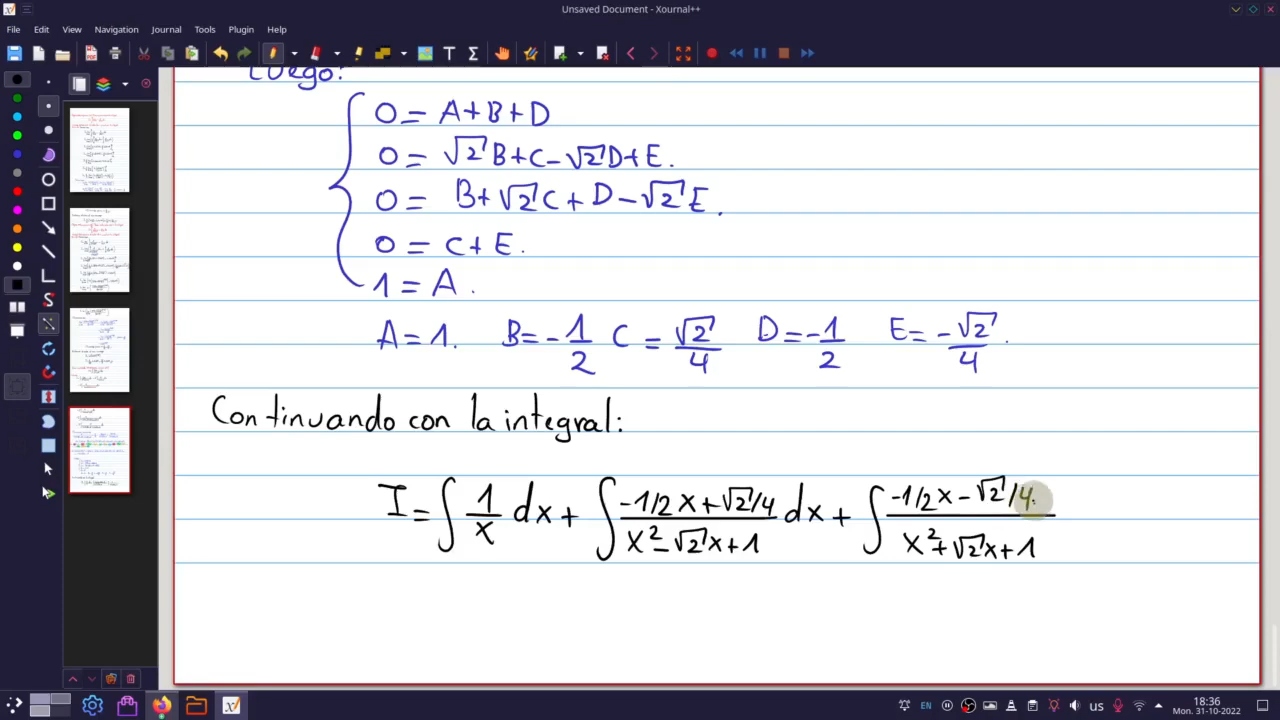 Unsaved Document - Xournal++
File Edit View Navigation Journal Tools Plugin Help
Luego:
0 = A+B+D
0 = √2 B+C-√2 D+E.
0 = B+√2 C+D-√2 E.
0 = C+E.
1 = A.
A=1. B=-1/2 C=√2/4 D=-1/2 E=-√2/4.
Continuando con la integral:
I=∫ 1/x dx + ∫ (-1/2 x+√2/4)/(x²-√2 x+1) dx + ∫ (-1/2 x-√2/4)/(x²+√2 x+1)
EN us 18:36
Mon. 31-10-2022